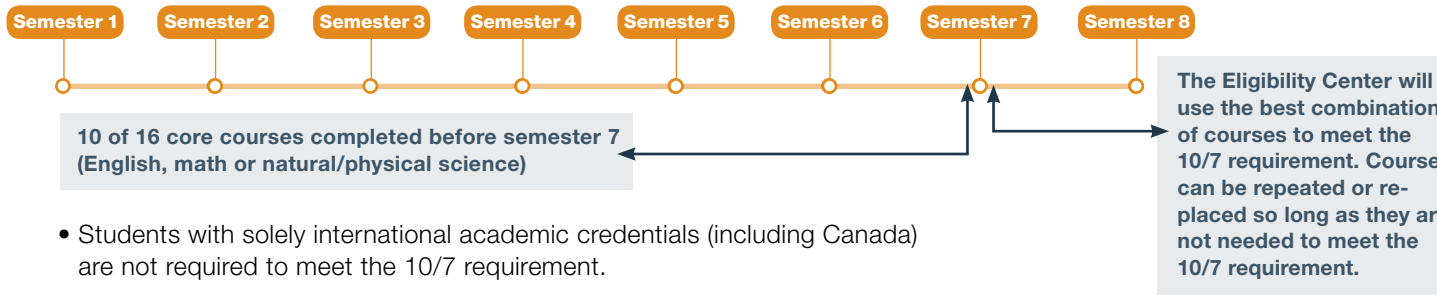 Semester 1 Semester 2 Semester 3 Semester 4 Semester 5 Semester 6 Semester 7 Semester 8
10 of 16 core courses completed before semester 7
(English, math or natural/physical science)
The Eligibility Center will
use the best combination
of courses to meet the
10/7 requirement. Course
can be repeated or re-
placed so long as they ar
not needed to meet the
10/7 requirement.
• Students with solely international academic credentials (including Canada)
are not required to meet the 10/7 requirement.